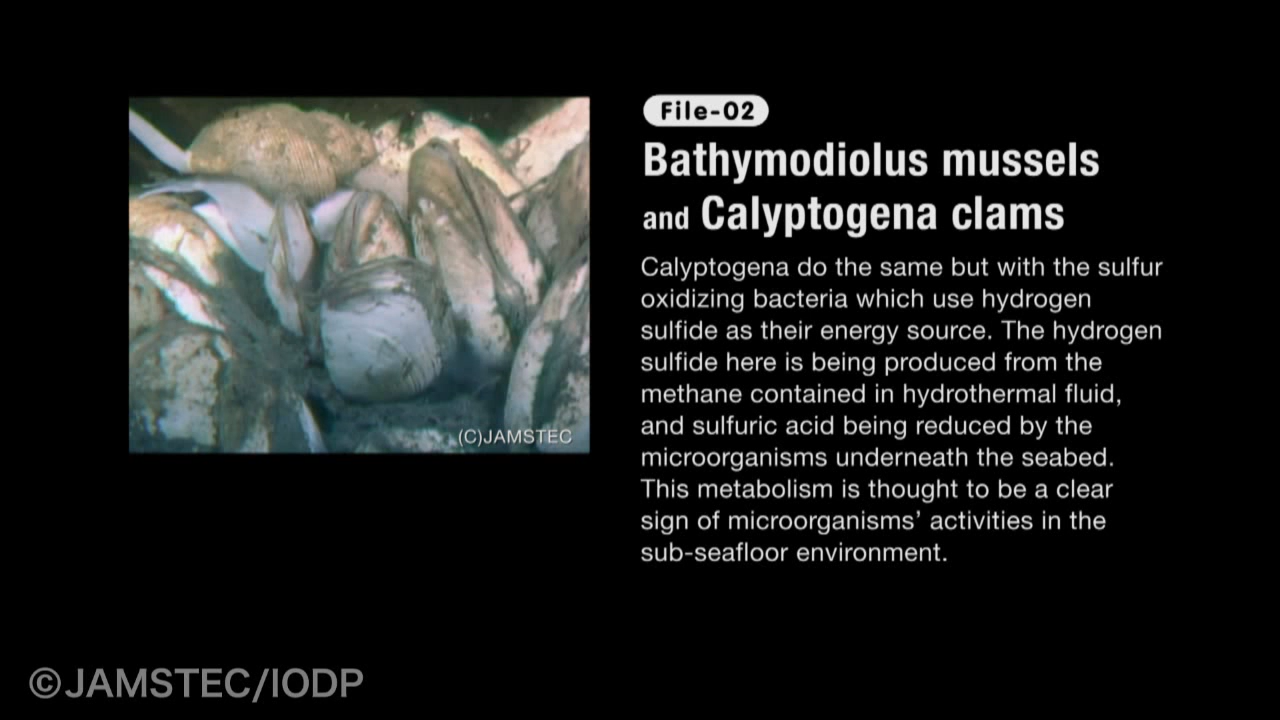 File-02
Bathymodiolus mussels
and Calyptogena clams
Calyptogena do the same but with the sulfur
oxidizing bacteria which use hydrogen
sulfide as their energy source. The hydrogen
sulfide here is being produced from the
methane contained in hydrothermal fluid,
and sulfuric acid being reduced by the
microorganisms underneath the seabed.
This metabolism is thought to be a clear
sign of microorganisms’ activities in the
sub-seafloor environment.
(C)JAMSTEC
©JAMSTEC/IODP